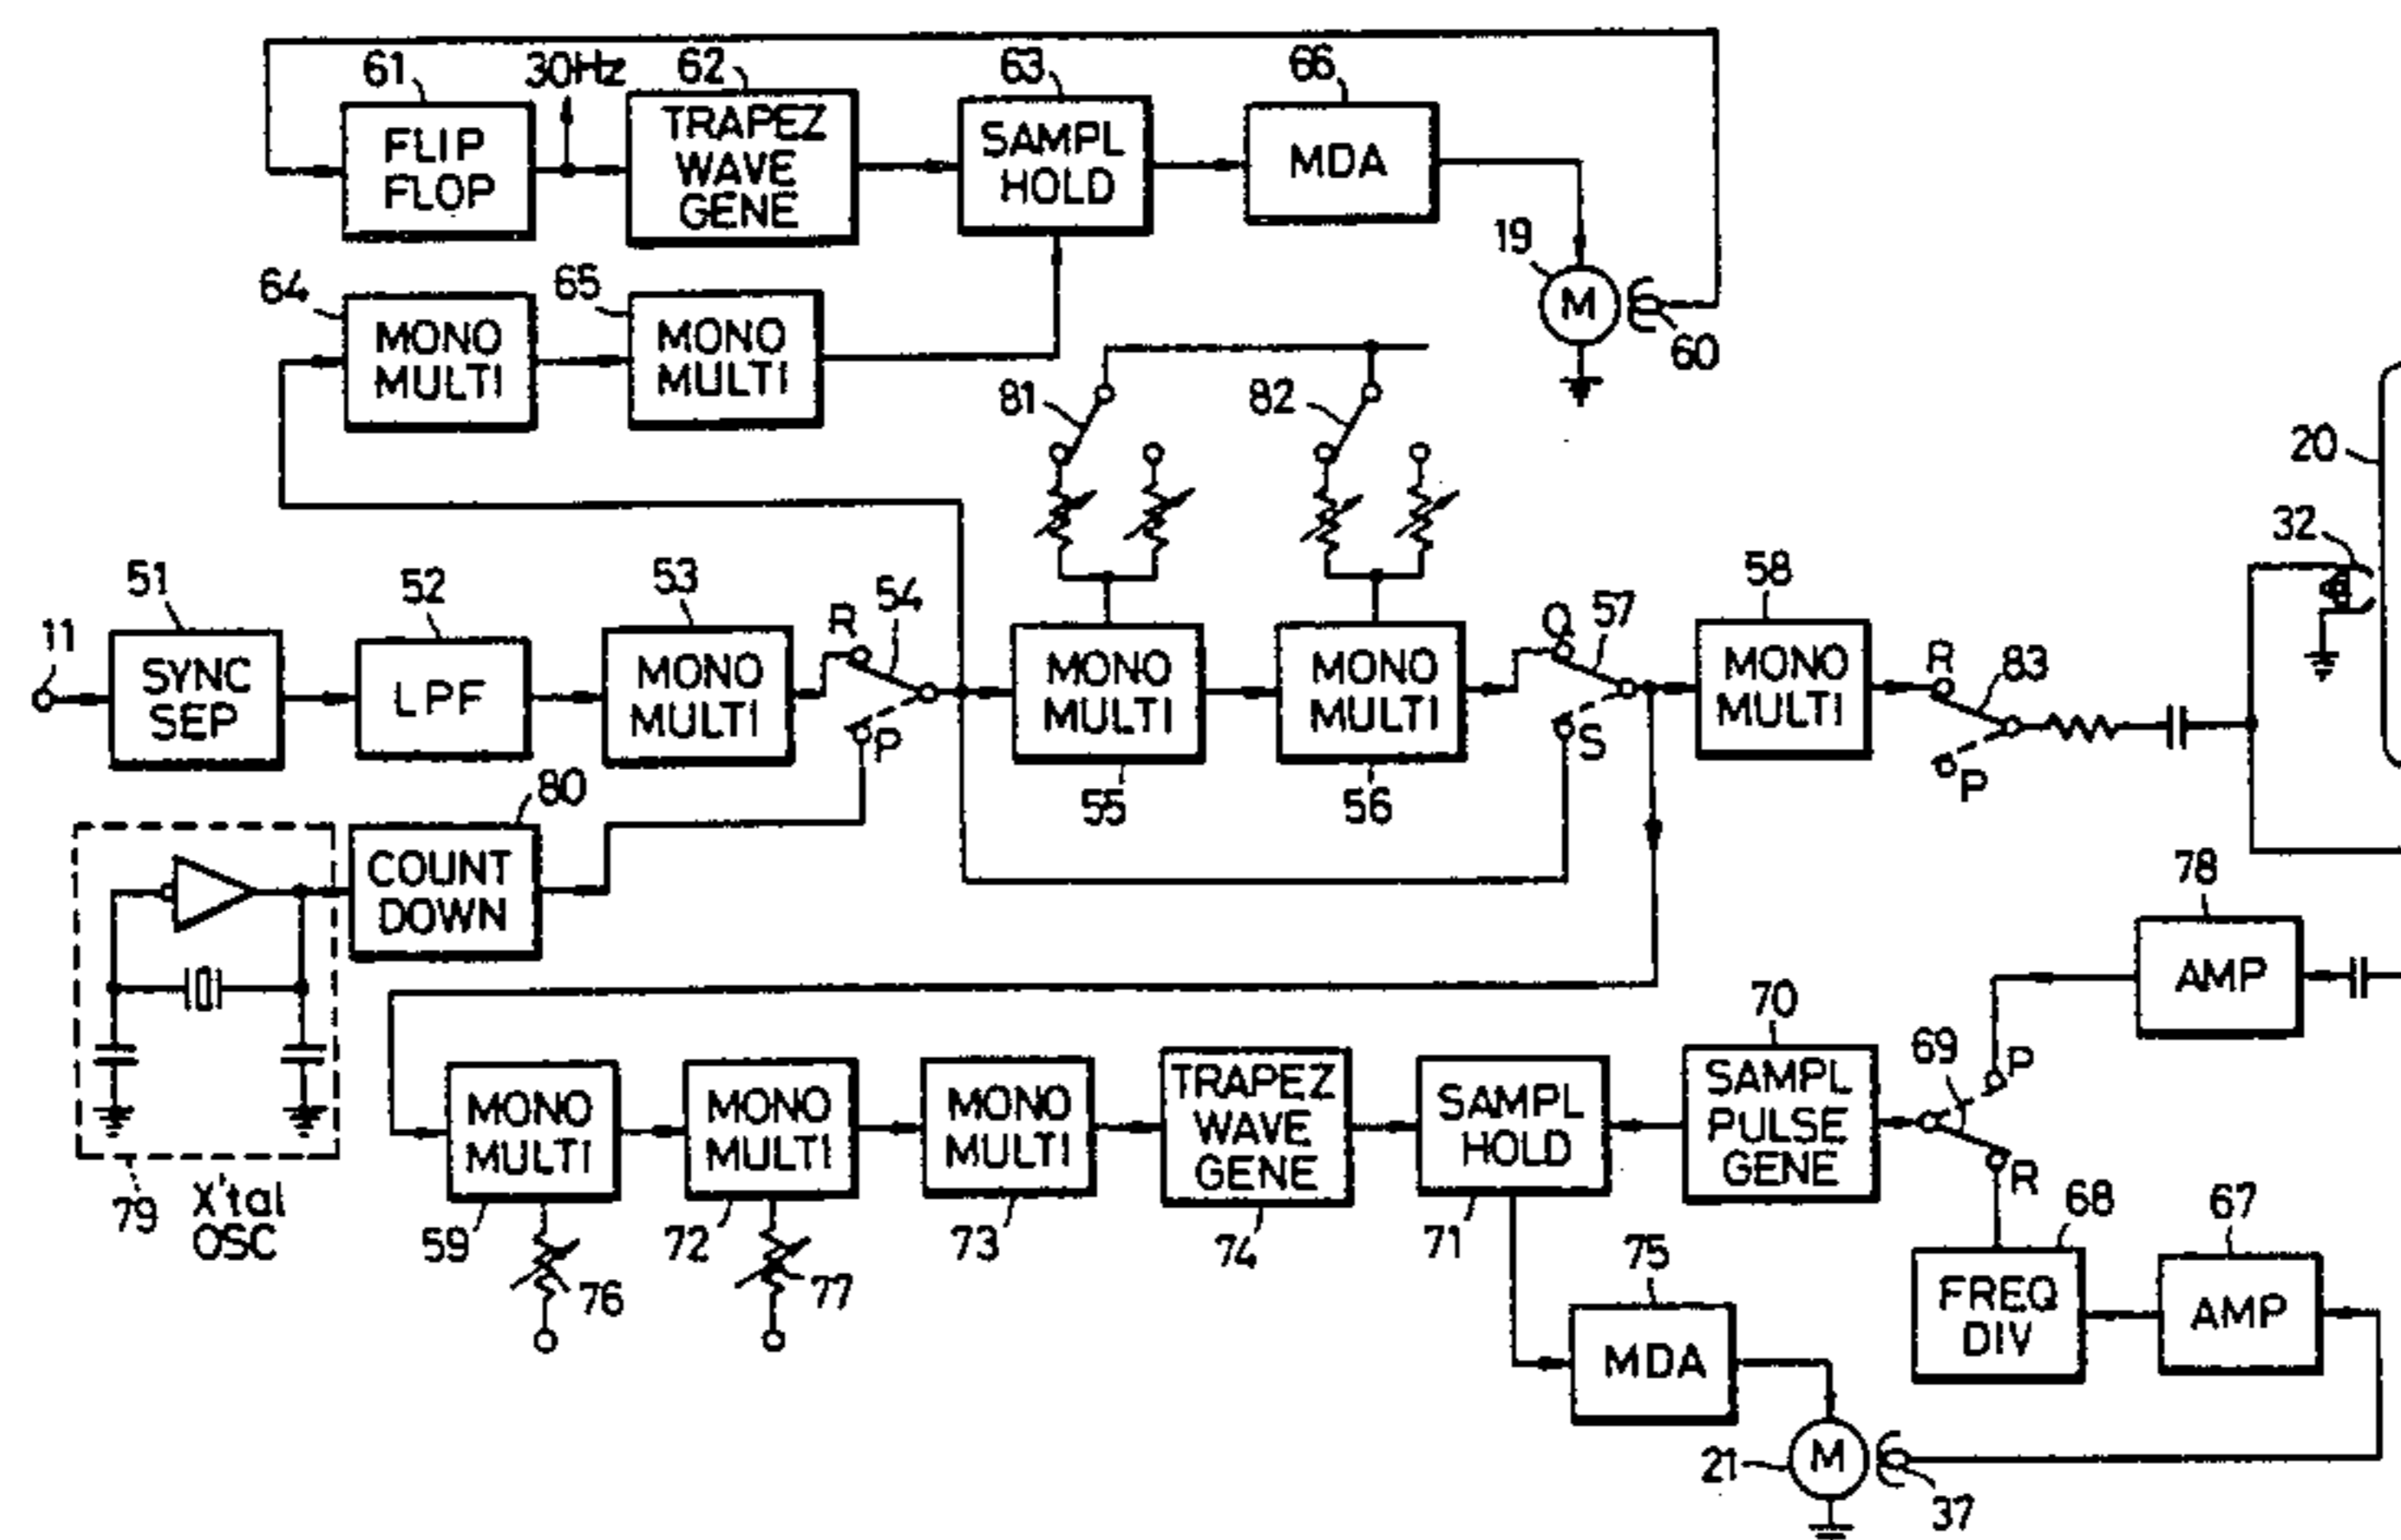 61
30Hz
62
63
66
FLIP
FLOP
TRAPEZ
WAVE
GENE
SAMPL
HOLD
MDA
19
M
60
64
65
MONO
MULTI
MONO
MULTI
81
82
20
32
51
52
53
54
58
11
SYNC
SEP
LPF
MONO
MULTI
R
P
MONO
MULTI
55
MONO
MULTI
56
Q
57
S
MONO
MULTI
R
83
P
80
COUNT
DOWN
79
X'tal
OSC
78
AMP
70
69
P
R
MONO
MULTI
59
76
MONO
MULTI
72
77
MONO
MULTI
73
TRAPEZ
WAVE
GENE
74
SAMPL
HOLD
71
SAMPL
PULSE
GENE
68
67
FREQ
DIV
AMP
75
MDA
21
M
37